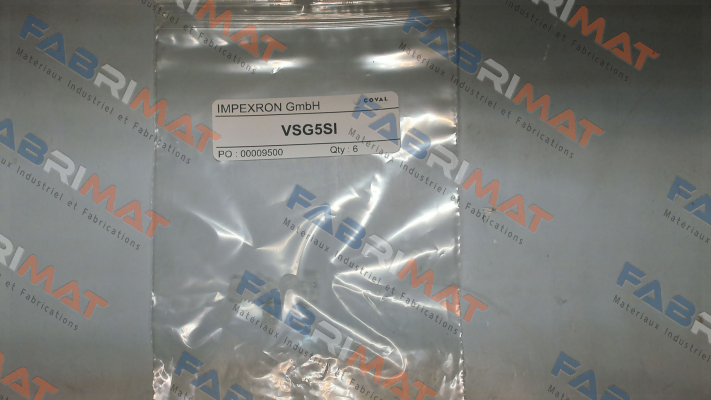 IMPEXRON GmbH
COVAL
VSG5SI
PO : 00009500
Qty : 6
FABRIMAT
Materiaux Industriel et Fabrications